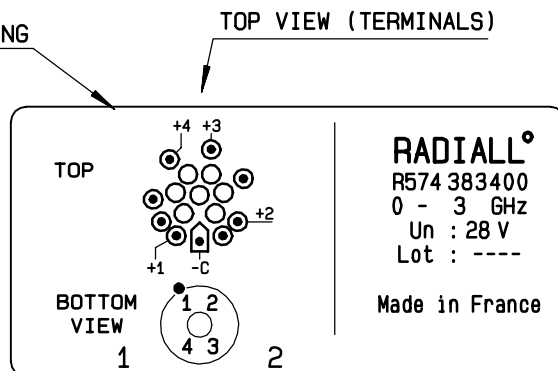 NG
TOP VIEW (TERMINALS)
+4 +3
TOP
+2
+1 -C
BOTTOM
VIEW
1 2
4 3
1 2
RADIALL°
R574 383400
0 - 3 GHz
Un : 28 V
Lot : ----
Made in France